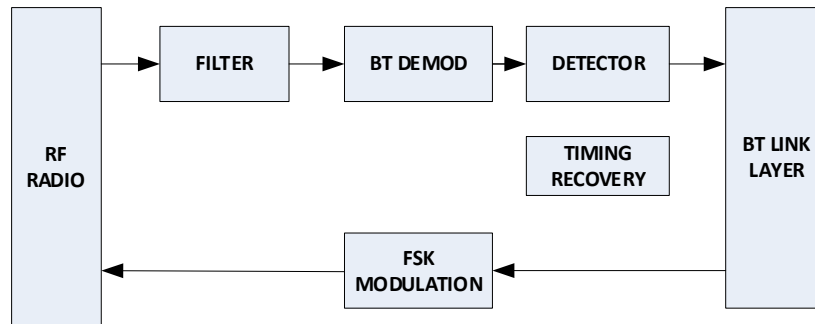 FILTER
BT DEMOD
DETECTOR
RF
RADIO
TIMING
RECOVERY
BT LINK
LAYER
FSK
MODULATION